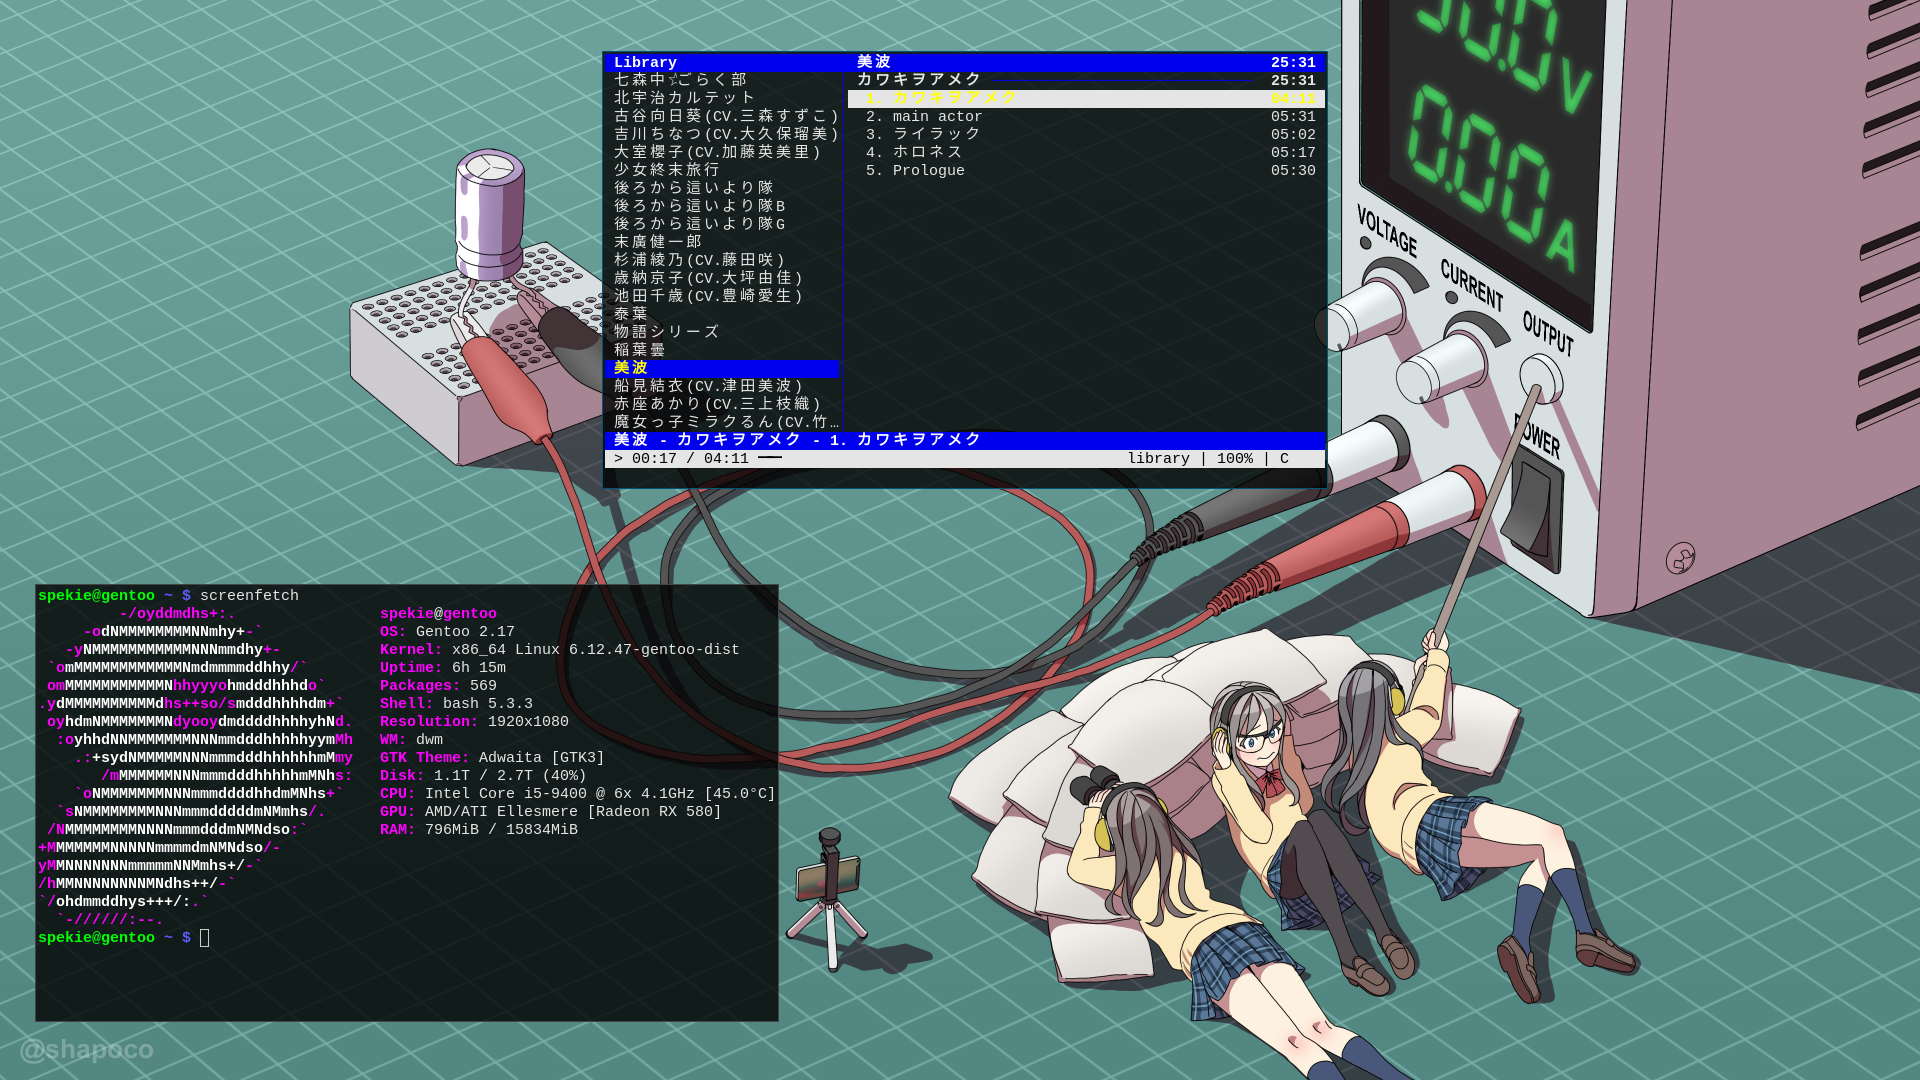 Library 美波 25:31
七森中☆ごらく部 カワキヲアメク 25:31
北宇治カルテット 1. カワキヲアメク 04:11
古谷向日葵(CV.三森すずこ) 2. main actor 05:31
吉川ちなつ(CV.大久保瑠美) 3. ライラック 05:02
大室櫻子(CV.加藤英美里) 4. ホロネス 05:17
少女終末旅行 5. Prologue 05:30
後ろから這いより隊
後ろから這いより隊B
後ろから這いより隊G
末廣健一郎
杉浦綾乃(CV.藤田咲)
歳納京子(CV.大坪由佳)
池田千歳(CV.豊崎愛生)
泰葉
物語シリーズ
稲葉曇
美波
船見結衣(CV.津田美波)
赤座あかり(CV.三上枝織)
魔女っ子ミラクるん(CV.竹…
美波 - カワキヲアメク - 1. カワキヲアメク
> 00:17 / 04:11 library | 100% | C
V
0.00A
VOLTAGE
CURRENT
OUTPUT
POWER
spekie@gentoo ~ $ screenfetch
-/oyddmdhs+:. spekie@gentoo
-odNMMMMMMMMNNmhy+-` OS: Gentoo 2.17
-yNMMMMMMMMMMMNNNmmdhy+- Kernel: x86_64 Linux 6.12.47-gentoo-dist
`omMMMMMMMMMMMMNmdmmmmddhhy/` Uptime: 6h 15m
omMMMMMMMMMMMNhhyyyohmdddhhhdo` Packages: 569
.ydMMMMMMMMMMdhs++so/smdddhhhhdm+` Shell: bash 5.3.3
oyhdmNMMMMMMMNdyooydmddddhhhhyhNd. Resolution: 1920x1080
:oyhhdNNMMMMMMMNNNmmdddhhhhhyymMh WM: dwm
.:+sydNMMMMMNNNmmmdddhhhhhhmMmy GTK Theme: Adwaita [GTK3]
/mMMMMMMNNNmmmdddhhhhhmMNhs: Disk: 1.1T / 2.7T (40%)
`oNMMMMMMMNNNmmmddddhhdmMNhs+` CPU: Intel Core i5-9400 @ 6x 4.1GHz [45.0°C]
`sNMMMMMMMMNNNmmmdddddmNMmhs/. GPU: AMD/ATI Ellesmere [Radeon RX 580]
/NMMMMMMMMNNNNmmmdddmNMNdso:` RAM: 796MiB / 15834MiB
+MMMMMMMNNNNNmmmmdmNMNdso/-
yMMNNNNNNNmmmmmNNMmhs+/-`
/hMMNNNNNNNNMNdhs++/-`
`/ohdmmddhys+++/:.`
`-//////:--.
spekie@gentoo ~ $
@shapoco